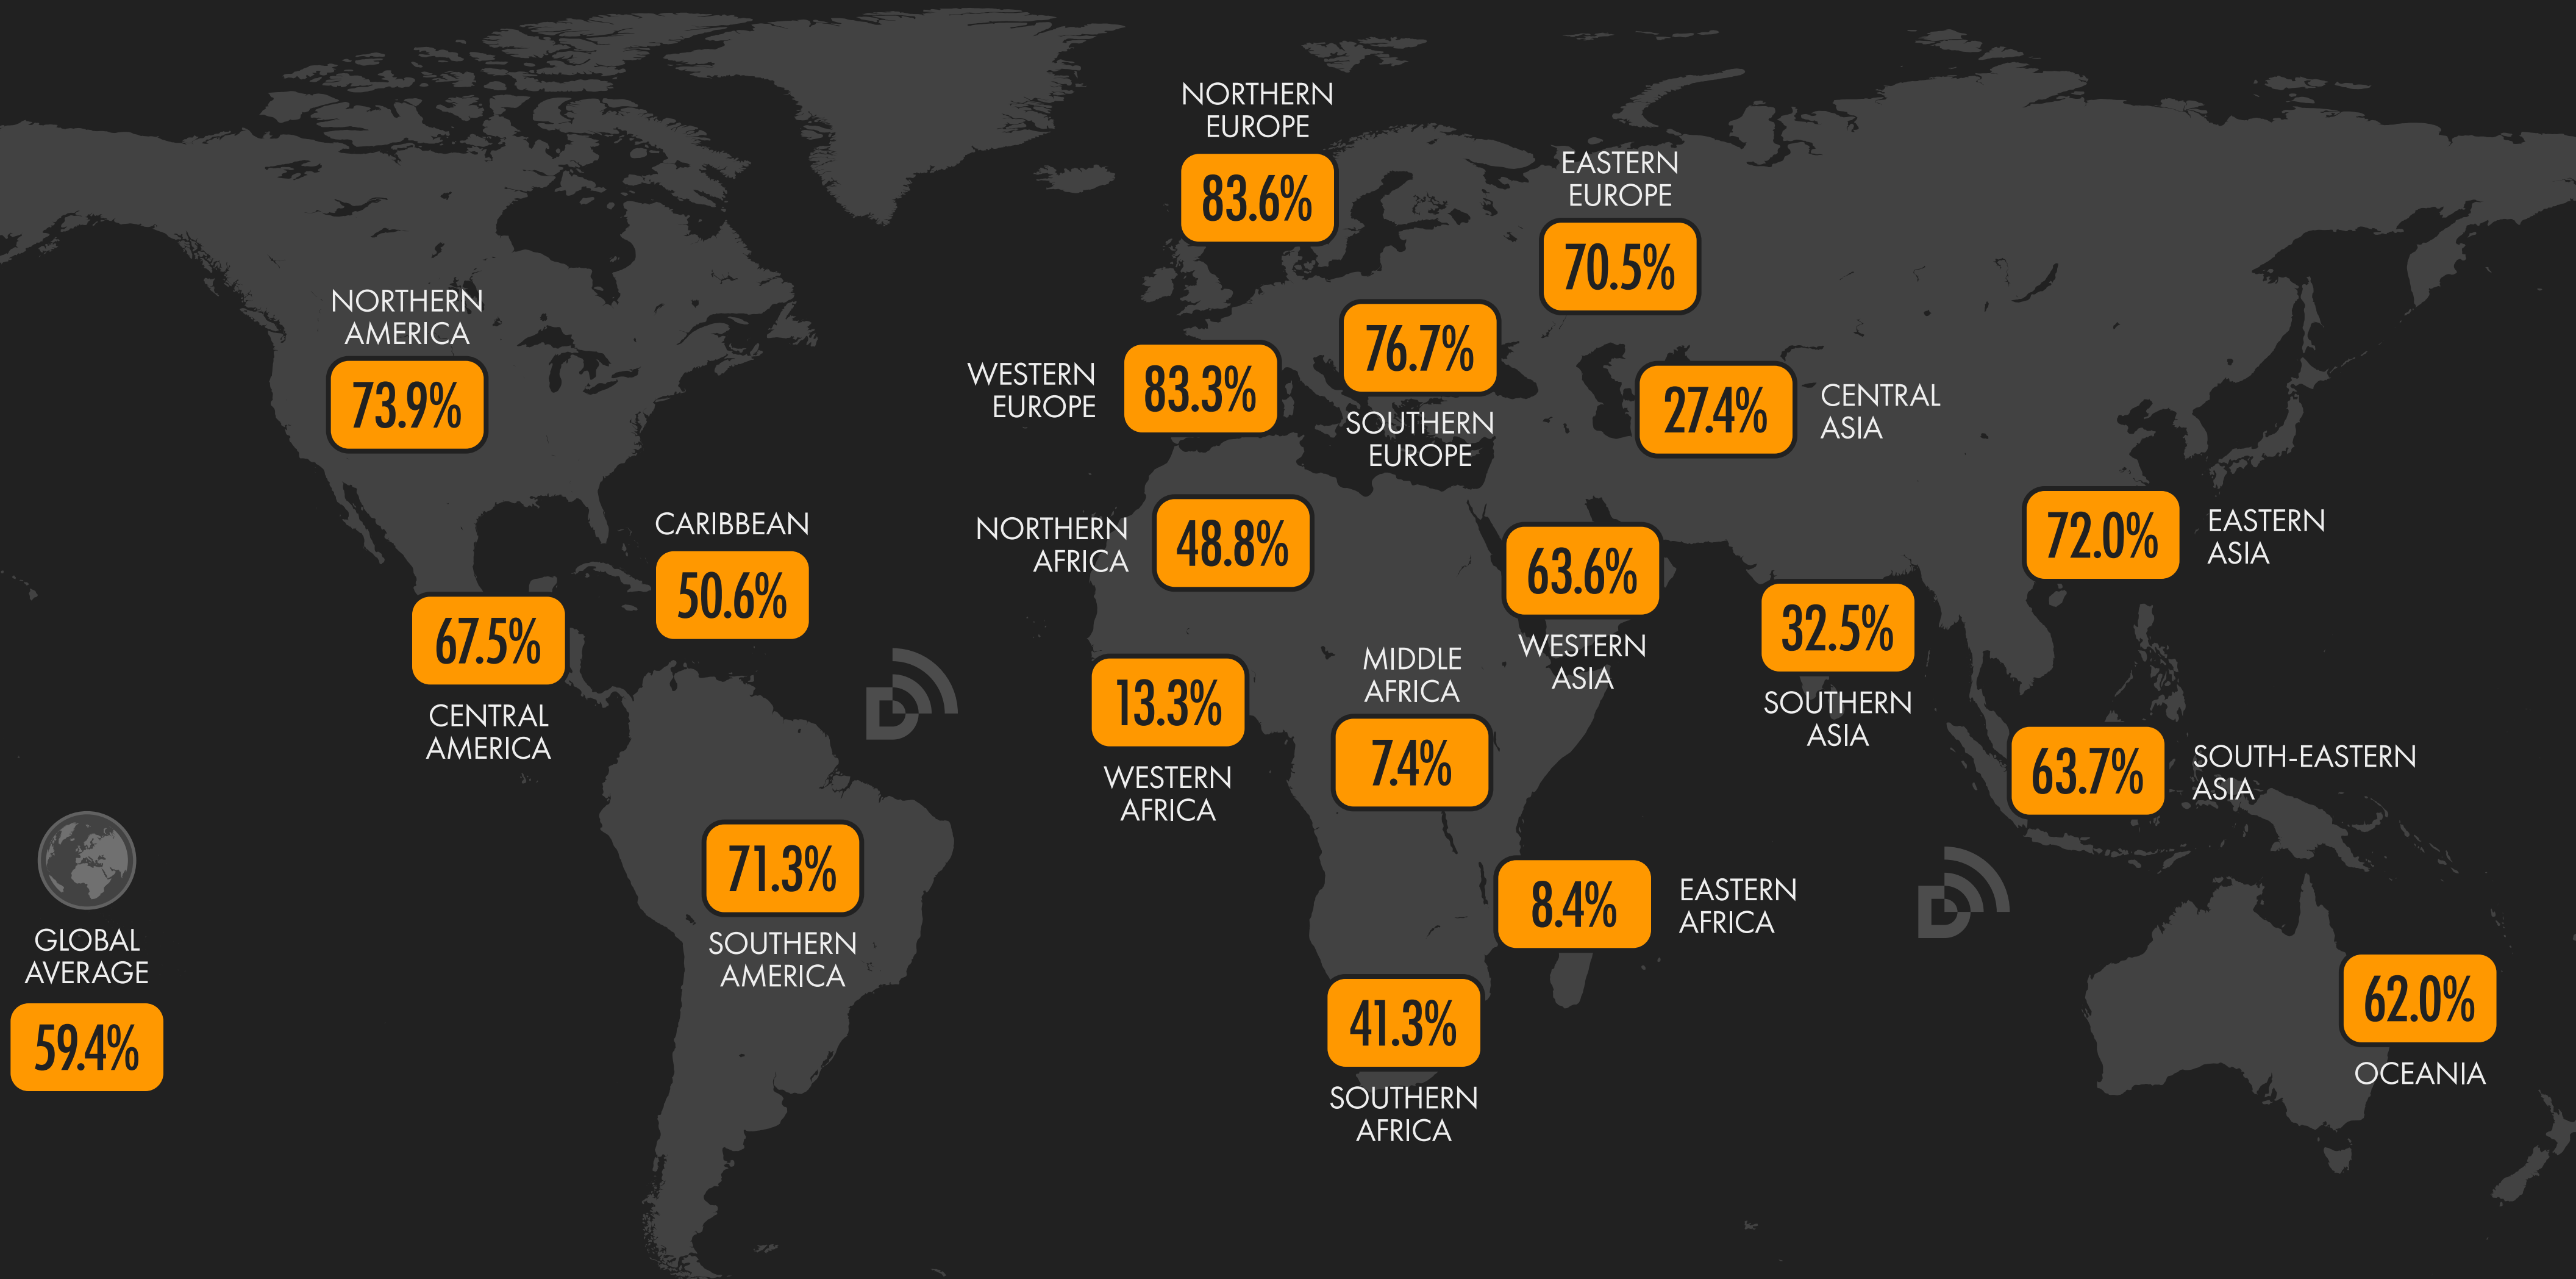 NORTHERN
EUROPE
83.6%
EASTERN
EUROPE
70.5%
NORTHERN
AMERICA
73.9%
WESTERN
EUROPE
83.3%
76.7%
SOUTHERN
EUROPE
27.4%
CENTRAL
ASIA
CARIBBEAN
50.6%
NORTHERN
AFRICA
48.8%
63.6%
WESTERN
ASIA
72.0%
EASTERN
ASIA
67.5%
CENTRAL
AMERICA
32.5%
SOUTHERN
ASIA
13.3%
WESTERN
AFRICA
MIDDLE
AFRICA
7.4%
63.7%
SOUTH-EASTERN
ASIA
71.3%
SOUTHERN
AMERICA
8.4%
EASTERN
AFRICA
GLOBAL
AVERAGE
59.4%
41.3%
SOUTHERN
AFRICA
62.0%
OCEANIA